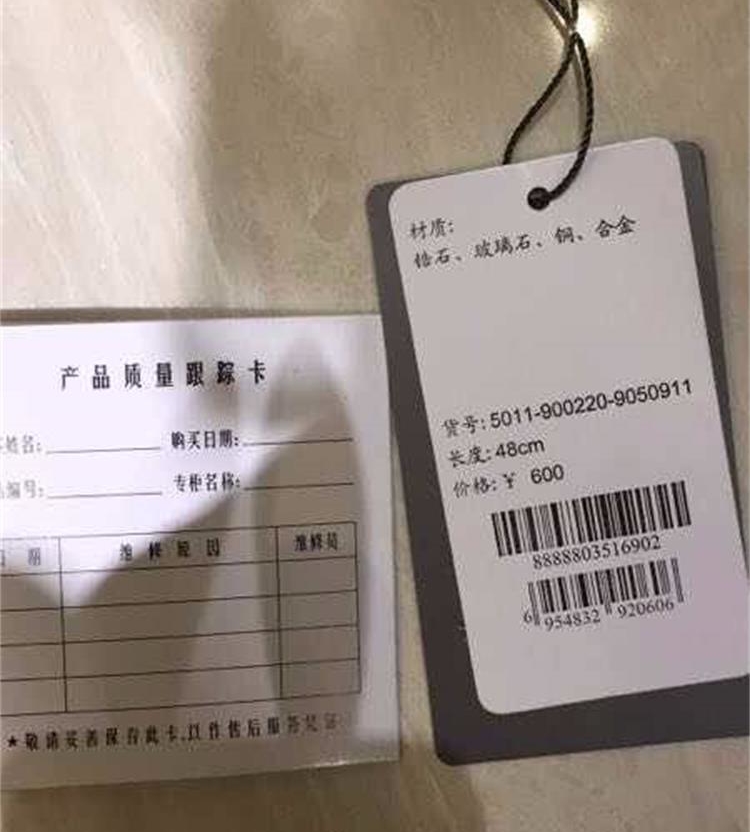 产品质量跟踪卡
姓名:
购买日期:
编号:
专柜名称:
期
维修原因
维修员
★敬请妥善保存此卡,以作售后服务凭证
材质:
锆石、玻璃石、铜、合金
货号:5011-900220-9050911
长度:48cm
价格:¥ 600
8888803516902
6 954832 920606